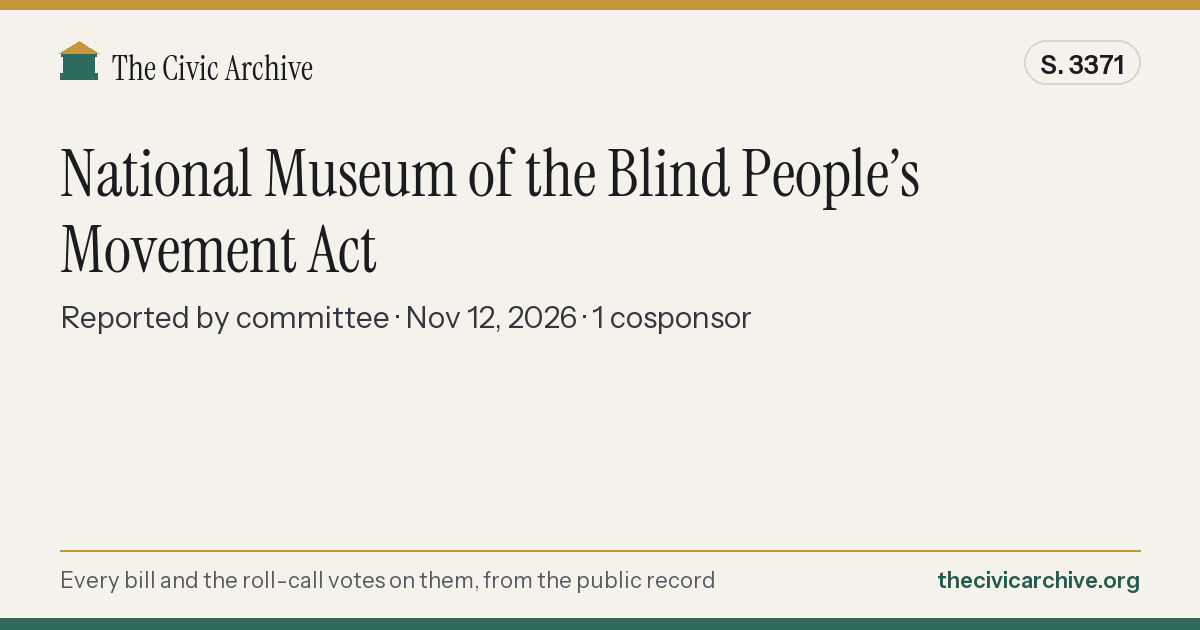 The Civic Archive
S. 3371
National Museum of the Blind People’s
Movement Act
Reported by committee · Nov 12, 2026 · 1 cosponsor
Every bill and the roll-call votes on them, from the public record
thecivicarchive.org